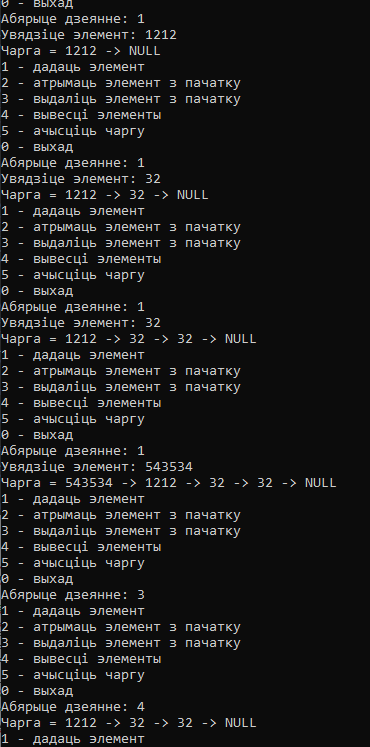 0 - выхад
Абярыце дзеянне: 1
Увядзіце элемент: 1212
Чарга = 1212 -> NULL
1 - дадаць элемент
2 - атрымаць элемент з пачатку
3 - выдаліць элемент з пачатку
4 - вывесці элементы
5 - ачысціць чаргу
0 - выхад
Абярыце дзеянне: 1
Увядзіце элемент: 32
Чарга = 1212 -> 32 -> NULL
1 - дадаць элемент
2 - атрымаць элемент з пачатку
3 - выдаліць элемент з пачатку
4 - вывесці элементы
5 - ачысціць чаргу
0 - выхад
Абярыце дзеянне: 1
Увядзіце элемент: 32
Чарга = 1212 -> 32 -> 32 -> NULL
1 - дадаць элемент
2 - атрымаць элемент з пачатку
3 - выдаліць элемент з пачатку
4 - вывесці элементы
5 - ачысціць чаргу
0 - выхад
Абярыце дзеянне: 1
Увядзіце элемент: 543534
Чарга = 543534 -> 1212 -> 32 -> 32 -> NULL
1 - дадаць элемент
2 - атрымаць элемент з пачатку
3 - выдаліць элемент з пачатку
4 - вывесці элементы
5 - ачысціць чаргу
0 - выхад
Абярыце дзеянне: 3
1 - дадаць элемент
2 - атрымаць элемент з пачатку
3 - выдаліць элемент з пачатку
4 - вывесці элементы
5 - ачысціць чаргу
0 - выхад
Абярыце дзеянне: 4
Чарга = 1212 -> 32 -> 32 -> NULL
1 - дадаць элемент